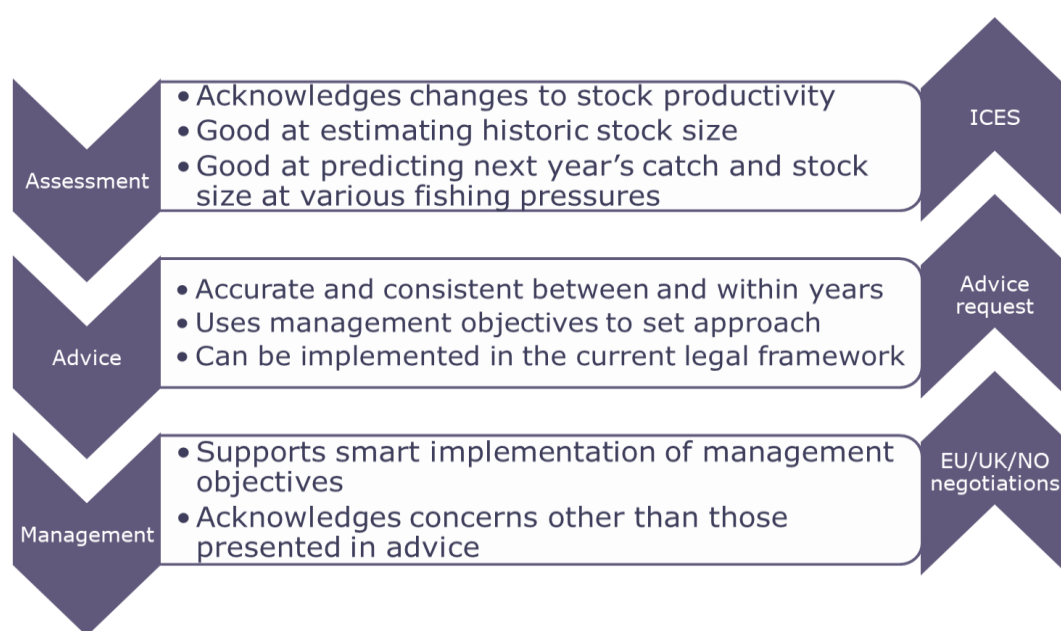 Assessment
• Acknowledges changes to stock productivity
• Good at estimating historic stock size
• Good at predicting next year’s catch and stock
size at various fishing pressures
ICES
Advice
• Accurate and consistent between and within years
• Uses management objectives to set approach
• Can be implemented in the current legal framework
Advice
request
Management
• Supports smart implementation of management
objectives
• Acknowledges concerns other than those
presented in advice
EU/UK/NO
negotiations